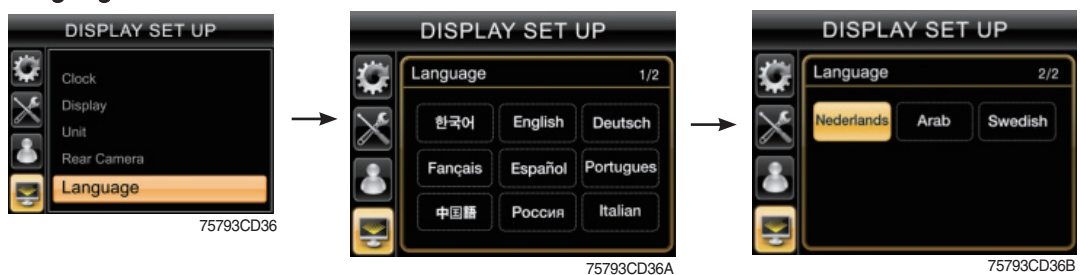 DISPLAY SET UP
Clock
Display
Unit
Rear Camera
Language
75793CD36
DISPLAY SET UP
Language 1/2
한국어 English Deutsch
Fançais Español Portugues
中国語 Россия Italian
75793CD36A
DISPLAY SET UP
Language 2/2
Nederlands Arab Swedish
75793CD36B